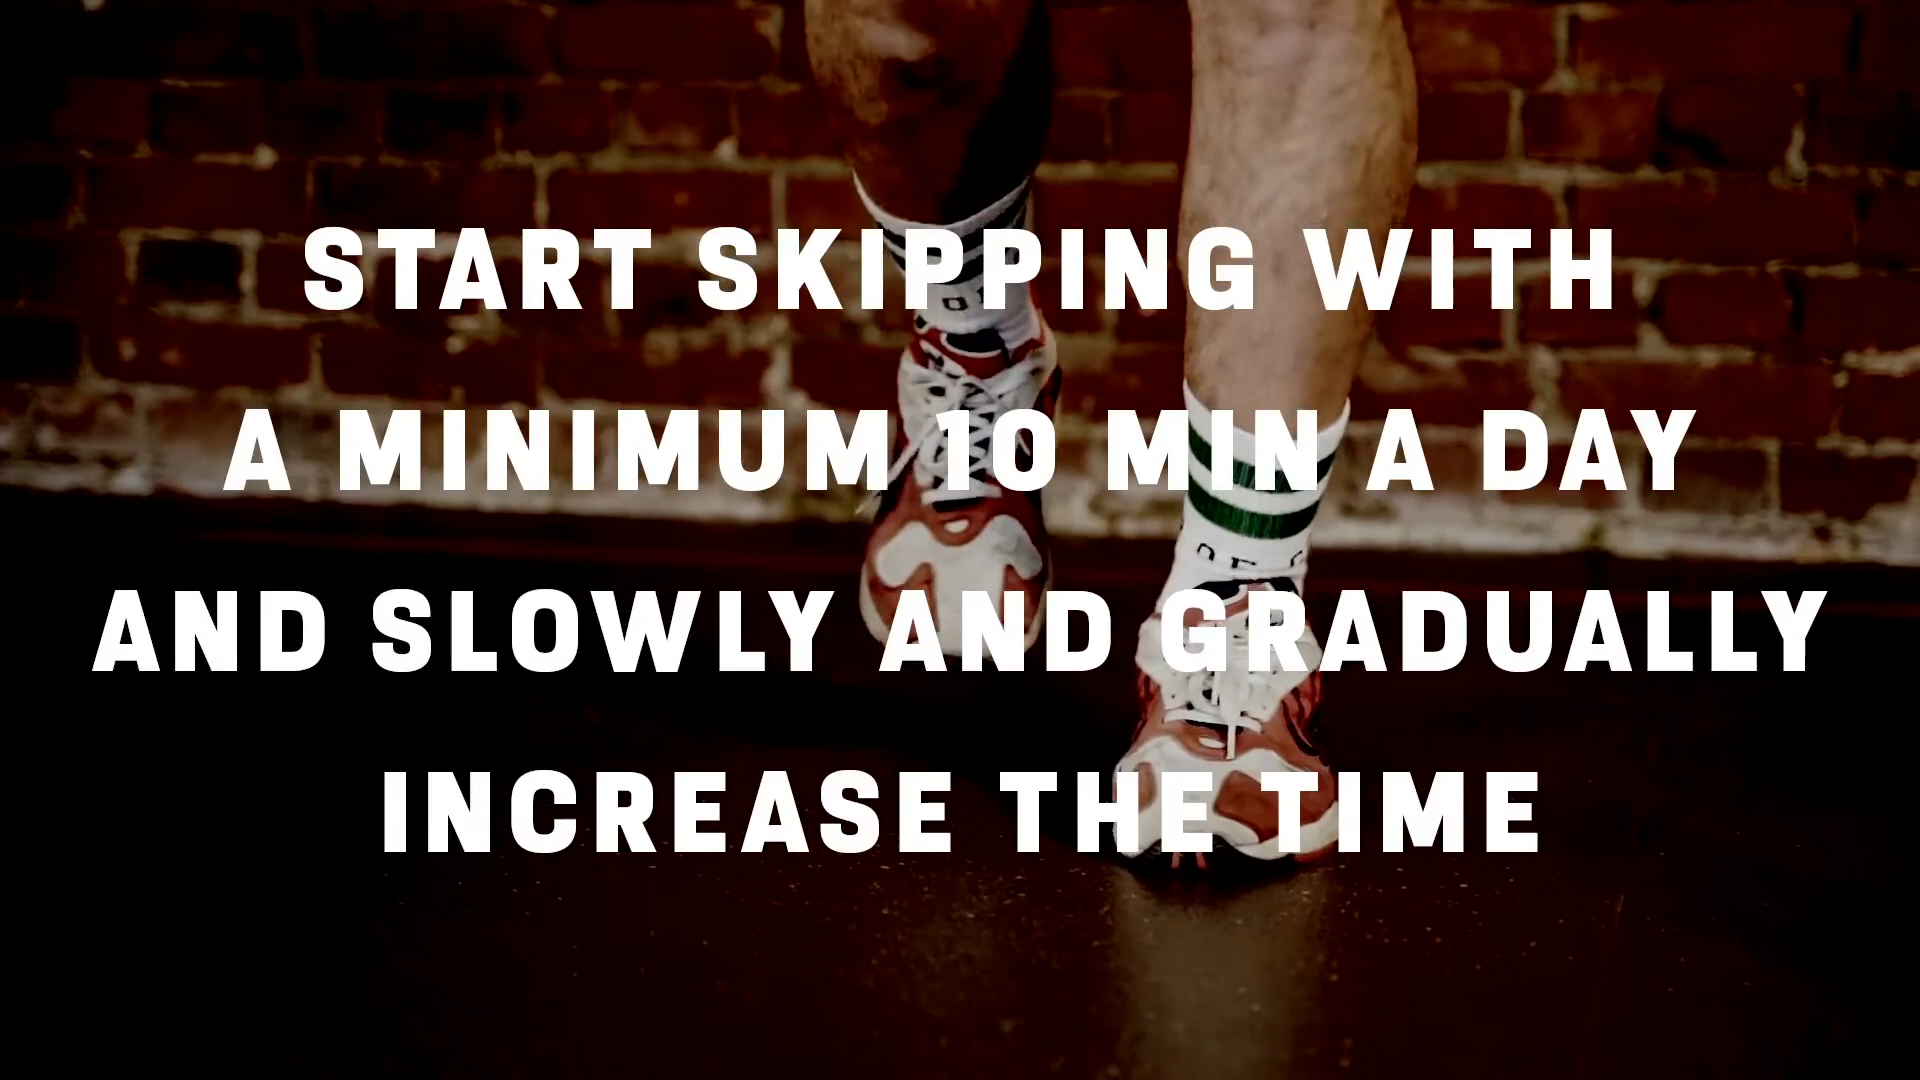 START SKIPPING WITH
A MINIMUM 10 MIN A DAY
AND SLOWLY AND GRADUALLY
INCREASE THE TIME